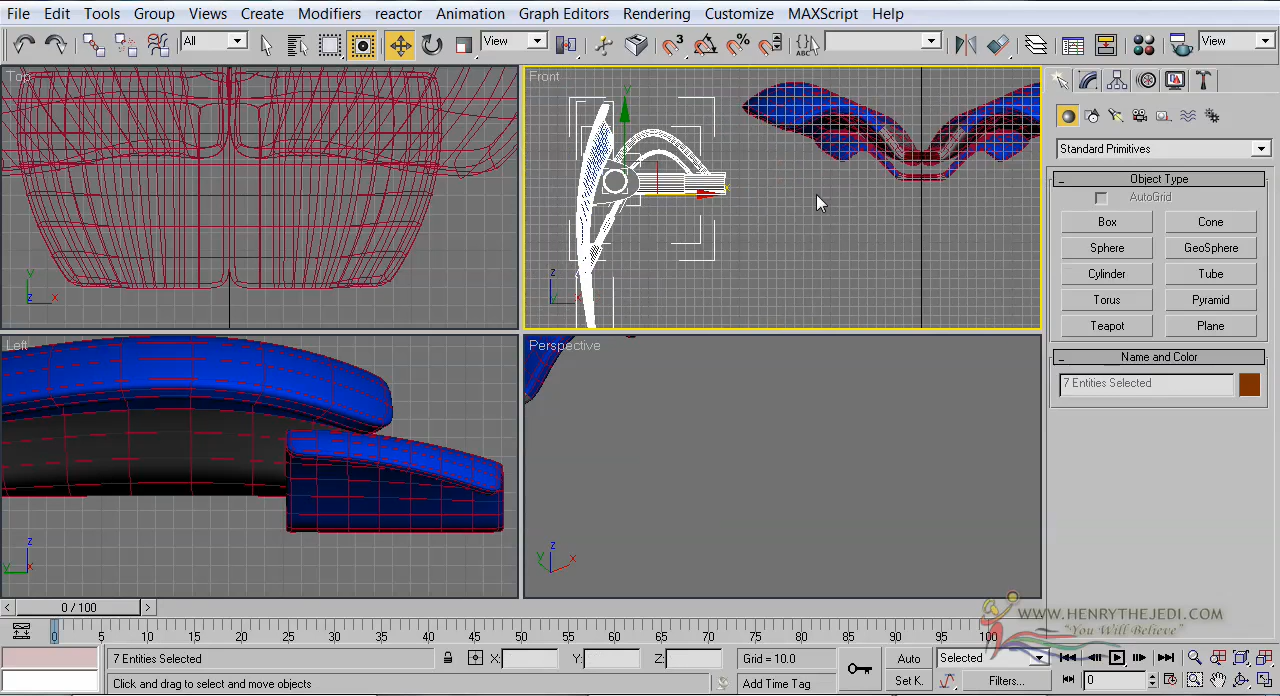 File Edit Tools Group Views Create Modifiers reactor Animation Graph Editors Rendering Customize MAXScript Help
All View 3 ABC View
Top
Front
Standard Primitives
Object Type
AutoGrid
Box Cone
Sphere GeoSphere
Cylinder Tube
Torus Pyramid
Teapot Plane
Name and Color
7 Entities Selected
Left
Perspective
0 / 100
0 5 10 15 20 25 30 35 40 45 50 55 60 65 70 75 80 85 90 95 100
WWW.HENRYTHEJEDI.COM
"You Will Believe"
7 Entities Selected X: Y: Z: Grid = 10.0 Auto Selected
Click and drag to select and move objects Add Time Tag Set K. Filters... 0